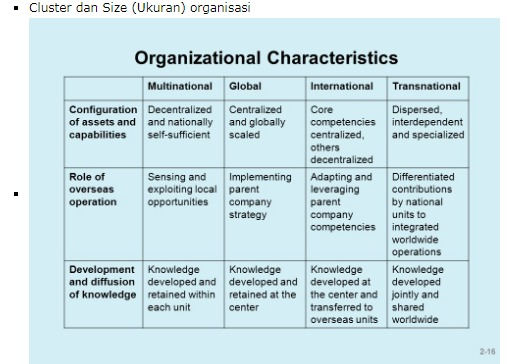 Cluster dan Size (Ukuran) organisasi
Organizational Characteristics
Multinational Global International Transnational
Configuration of assets and capabilities
Decentralized and nationally self-sufficient
Centralized and globally scaled
Core competencies centralized, others decentralized
Dispersed, interdependent and specialized
Role of overseas operation
Sensing and exploiting local opportunities
Implementing parent company strategy
Adapting and leveraging parent company competencies
Differentiated contributions by national units to integrated worldwide operations
Development and diffusion of knowledge
Knowledge developed and retained within each unit
Knowledge developed and retained at the center
Knowledge developed at the center and transferred to overseas units
Knowledge developed jointly and shared worldwide
2-16